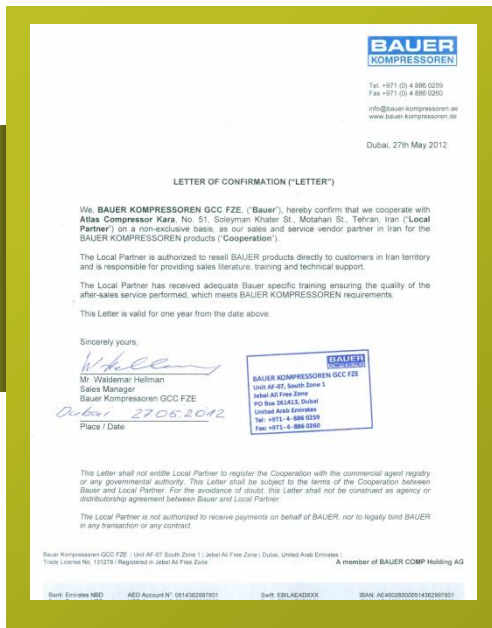 BAUER
KOMPRESSOREN
Tel. +971 (0) 4 886 0259
Fax +971 (0) 4 886 0260
info@bauer-kompressoren.ae
www.bauer-kompressoren.de
Dubai, 27th May 2012
LETTER OF CONFIRMATION ("LETTER")
We, BAUER KOMPRESSOREN GCC FZE, ("Bauer"), hereby confirm that we cooperate with
Atlas Compressor Kara, No. 51, Soleyman Khater St., Motahari St., Tehran, Iran ("Local
Partner") on a non-exclusive basis, as our sales and service vendor partner in Iran for the
BAUER KOMPRESSOREN products ("Cooperation").
The Local Partner is authorized to resell BAUER products directly to customers in Iran territory
and is responsible for providing sales literature, training and technical support.
The Local Partner has received adequate Bauer specific training ensuring the quality of the
after-sales service performed, which meets BAUER KOMPRESSOREN requirements.
This Letter is valid for one year from the date above.
Sincerely yours,
Mr. Waldemar Hellman
Sales Manager
Bauer Kompressoren GCC FZE
Dubai 27.05.2012
Place / Date
BAUER
KOMPRESSOREN
BAUER KOMPRESSOREN GCC FZE
Unit AF-07, South Zone 1
Jebel Ali Free Zone
PO Box 261413, Dubai
United Arab Emirates
Tel: +971- 4-886 0259
Fax: +971- 4-886 0260
This Letter shall not entitle Local Partner to register the Cooperation with the commercial agent registry
or any governmental authority. This Letter shall be subject to the terms of the Cooperation between
Bauer and Local Partner. For the avoidance of doubt, this Letter shall not be construed as agency or
distributorship agreement between Bauer and Local Partner.
The Local Partner is not authorized to receive payments on behalf of BAUER, nor to legally bind BAUER
in any transaction or any contract.
Bauer Kompressoren GCC FZE | Unit AF-07 South Zone 1 | Jebel Ali Free Zone | Dubai, United Arab Emirates |
Trade License No. 131278 / Registered in Jebel Ali Free Zone A member of BAUER COMP Holding AG
Bank: Emirates NBD AED Account N°: 0514362997801 Swift: EBILAEADXXX